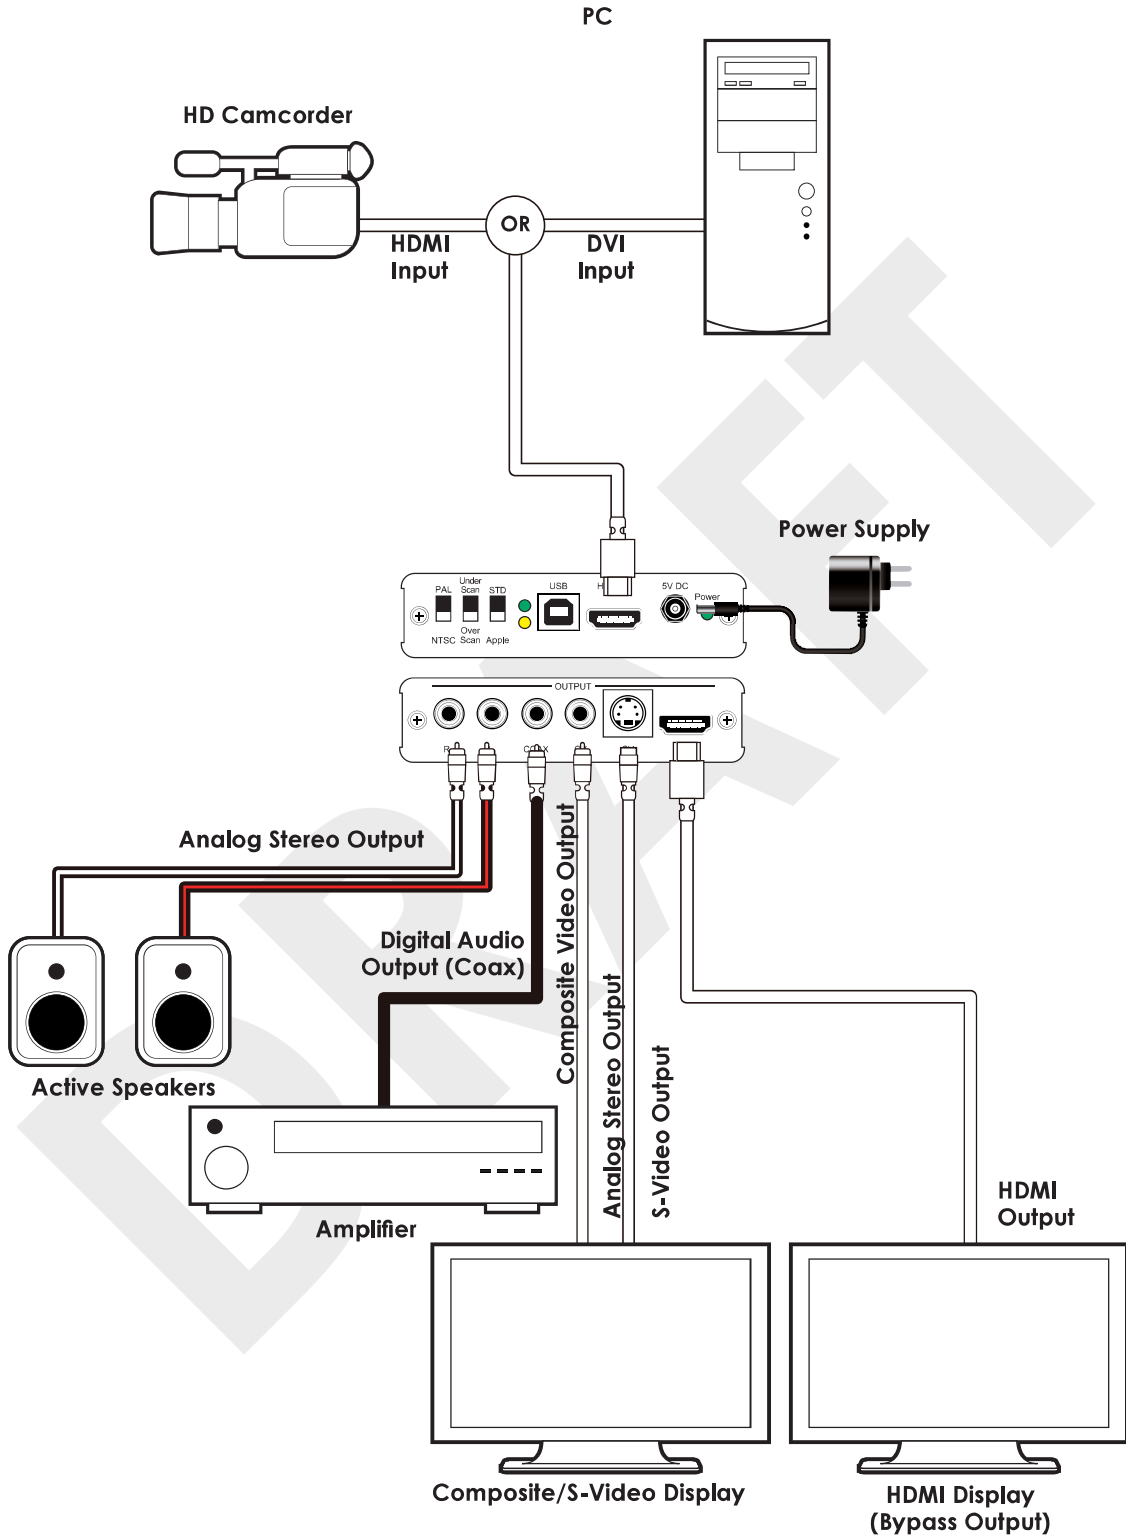 PC
HD Camcorder
OR
HDMI
Input
DVI
Input
Power Supply
PAL
Under
Scan
STD
USB
H
5V DC
Power
NTSC
Over
Scan
Apple
OUTPUT
R
Analog Stereo Output
Digital Audio
Output (Coax)
Composite Video Output
Analog Stereo Output
S-Video Output
Active Speakers
Amplifier
HDMI
Output
Composite/S-Video Display
HDMI Display
(Bypass Output)
DRAFT